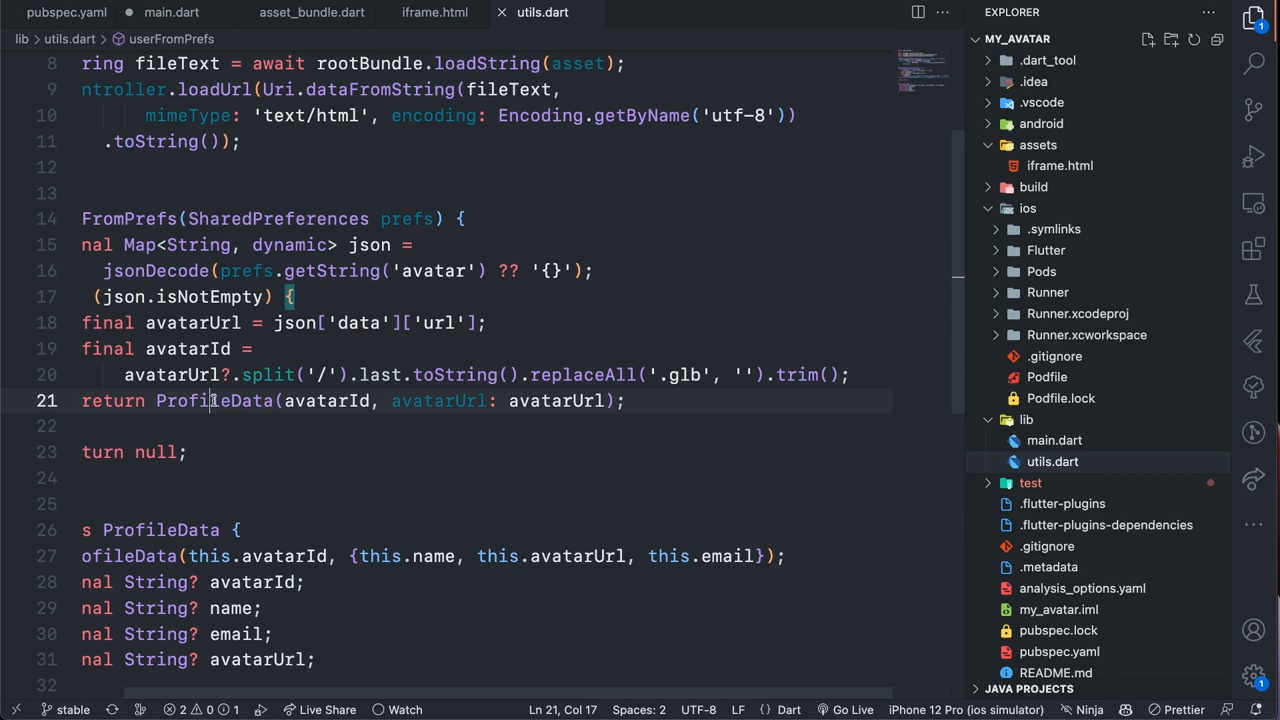 pubspec.yaml
main.dart
asset_bundle.dart
iframe.html
utils.dart
lib > utils.dart > userFromPrefs
8 ring fileText = await rootBundle.loadString(asset);
9 ntroller.loadUrl(Uri.dataFromString(fileText,
10 mimeType: 'text/html', encoding: Encoding.getByName('utf-8'))
11 .toString());
12
13
14 FromPrefs(SharedPreferences prefs) {
15 nal Map<String, dynamic> json =
16 jsonDecode(prefs.getString('avatar') ?? '{}');
17 (json.isNotEmpty) {
18 final avatarUrl = json['data']['url'];
19 final avatarId =
20 avatarUrl?.split('/').last.toString().replaceAll('.glb', '').trim();
21 return ProfileData(avatarId, avatarUrl: avatarUrl);
22
23 turn null;
24
25
26 s ProfileData {
27 ofileData(this.avatarId, {this.name, this.avatarUrl, this.email});
28 nal String? avatarId;
29 nal String? name;
30 nal String? email;
31 nal String? avatarUrl;
32
EXPLORER
MY_AVATAR
.dart_tool
.idea
.vscode
android
assets
iframe.html
build
ios
.symlinks
Flutter
Pods
Runner
Runner.xcodeproj
Runner.xcworkspace
.gitignore
Podfile
Podfile.lock
lib
main.dart
utils.dart
test
.flutter-plugins
.flutter-plugins-dependencies
.gitignore
.metadata
analysis_options.yaml
my_avatar.iml
pubspec.lock
pubspec.yaml
README.md
JAVA PROJECTS
1
1
stable 2 0 1 Live Share Watch Ln 21, Col 17 Spaces: 2 UTF-8 LF {} Dart Go Live iPhone 12 Pro (ios simulator) Ninja Prettier